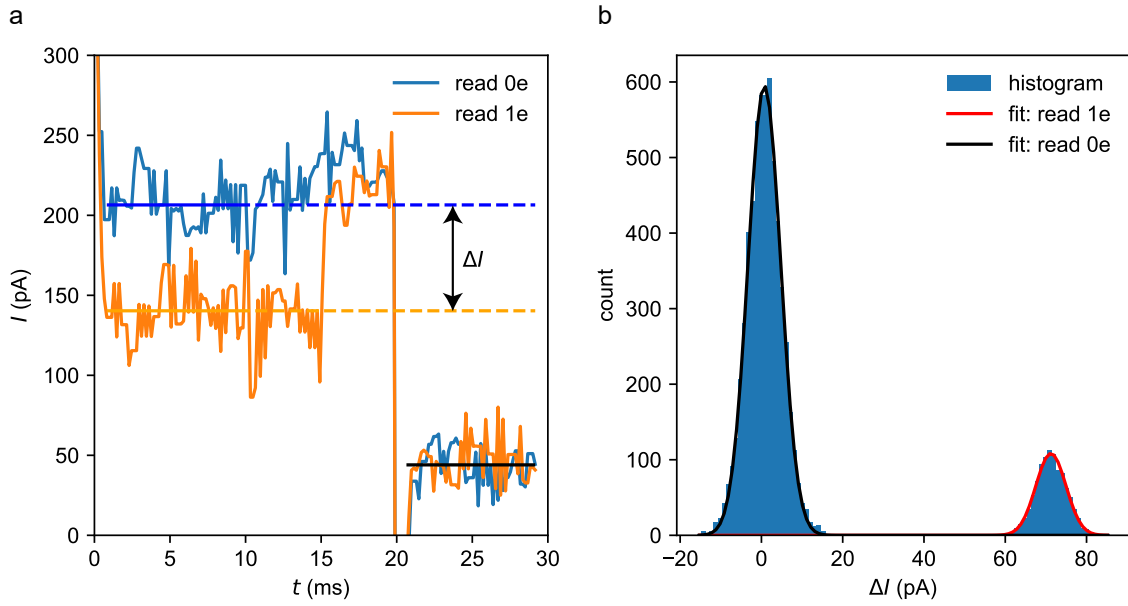 a
300
250
200
150
100
50
0
I (pA)
0 5 10 15 20 25 30
t (ms)
read 0e
read 1e
ΔI
b
600
500
400
300
200
100
0
count
−20 0 20 40 60 80
ΔI (pA)
histogram
fit: read 1e
fit: read 0e